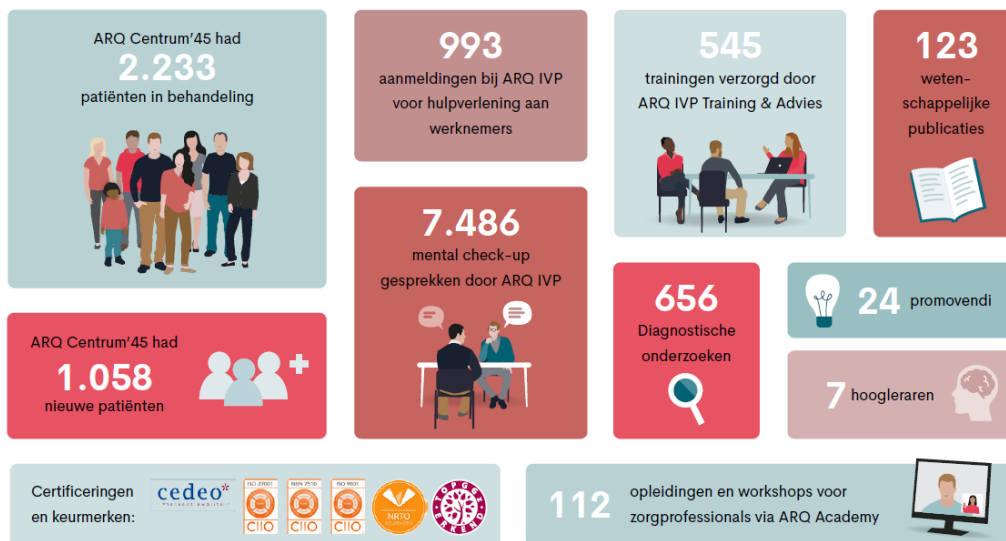 ARQ Centrum'45 had
2.233
patiënten in behandeling
993
aanmeldingen bij ARQ IVP
voor hulpverlening aan
werknemers
545
trainingen verzorgd door
ARQ IVP Training & Advies
123
weten-
schappelijke
publicaties
7.486
mental check-up
gesprekken door ARQ IVP
656
Diagnostische
onderzoeken
24 promovendi
7 hoogleraren
ARQ Centrum'45 had
1.058
nieuwe patiënten
Certificeringen
en keurmerken:
cedeo*
ISO 27001
CIIO
NEN 7510
CIIO
ISO 9001
CIIO
NRTO
TOPGGZ
ERKEND
112
opleidingen en workshops voor
zorgprofessionals via ARQ Academy